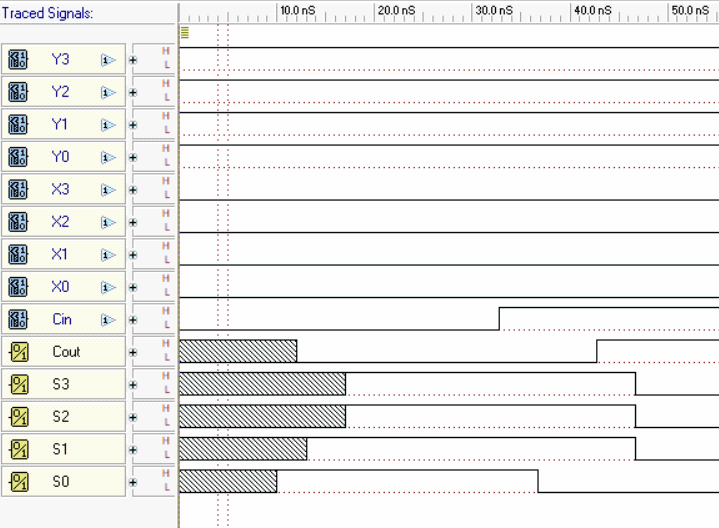 Traced Signals:
10.0 nS 20.0 nS 30.0 nS 40.0 nS 50.0 nS
Y3 H L
Y2 H L
Y1 H L
Y0 H L
X3 H L
X2 H L
X1 H L
X0 H L
Cin H L
Cout H L
S3 H L
S2 H L
S1 H L
S0 H L